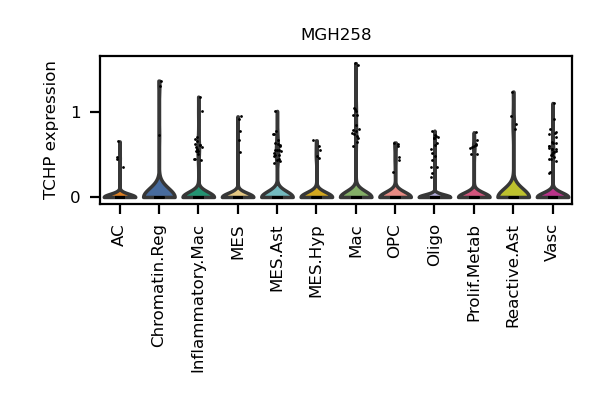 MGH258
TCHP expression
1
0
AC
Chromatin.Reg
Inflammatory.Mac
MES
MES.Ast
MES.Hyp
Mac
OPC
Oligo
Prolif.Metab
Reactive.Ast
Vasc